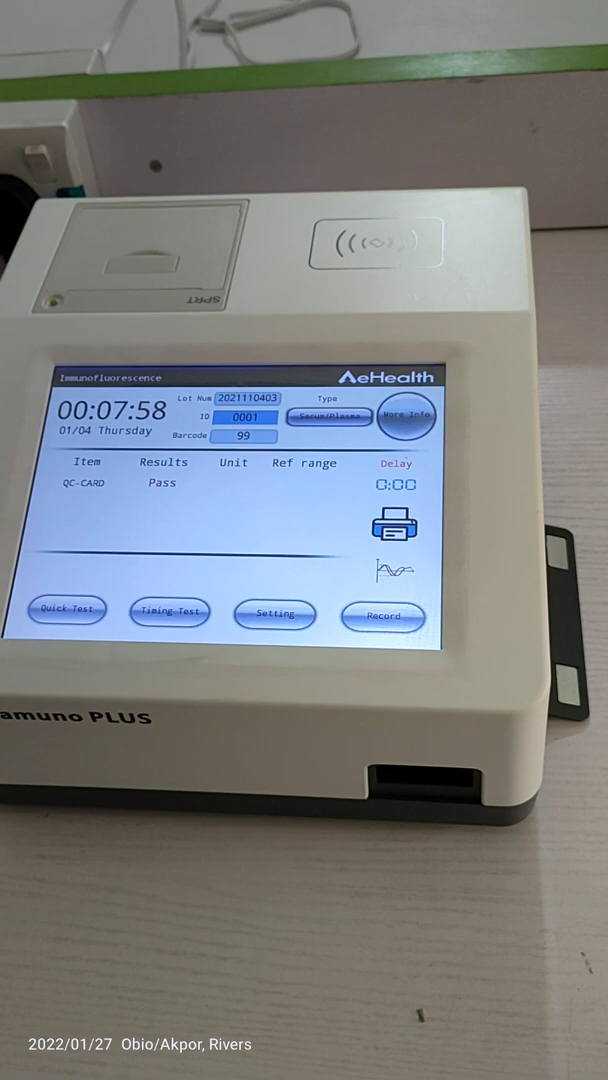 SPRT
Immunofluorescence
AeHealth
00:07:58
01/04 Thursday
Lot Num 2021110403
ID 0001
Barcode 99
Type
Serum/Plasma
More Info
Item Results Unit Ref range Delay
QC-CARD Pass 0:00
Quick Test Timing Test Setting Record
amuno PLUS
2022/01/27 Obio/Akpor, Rivers